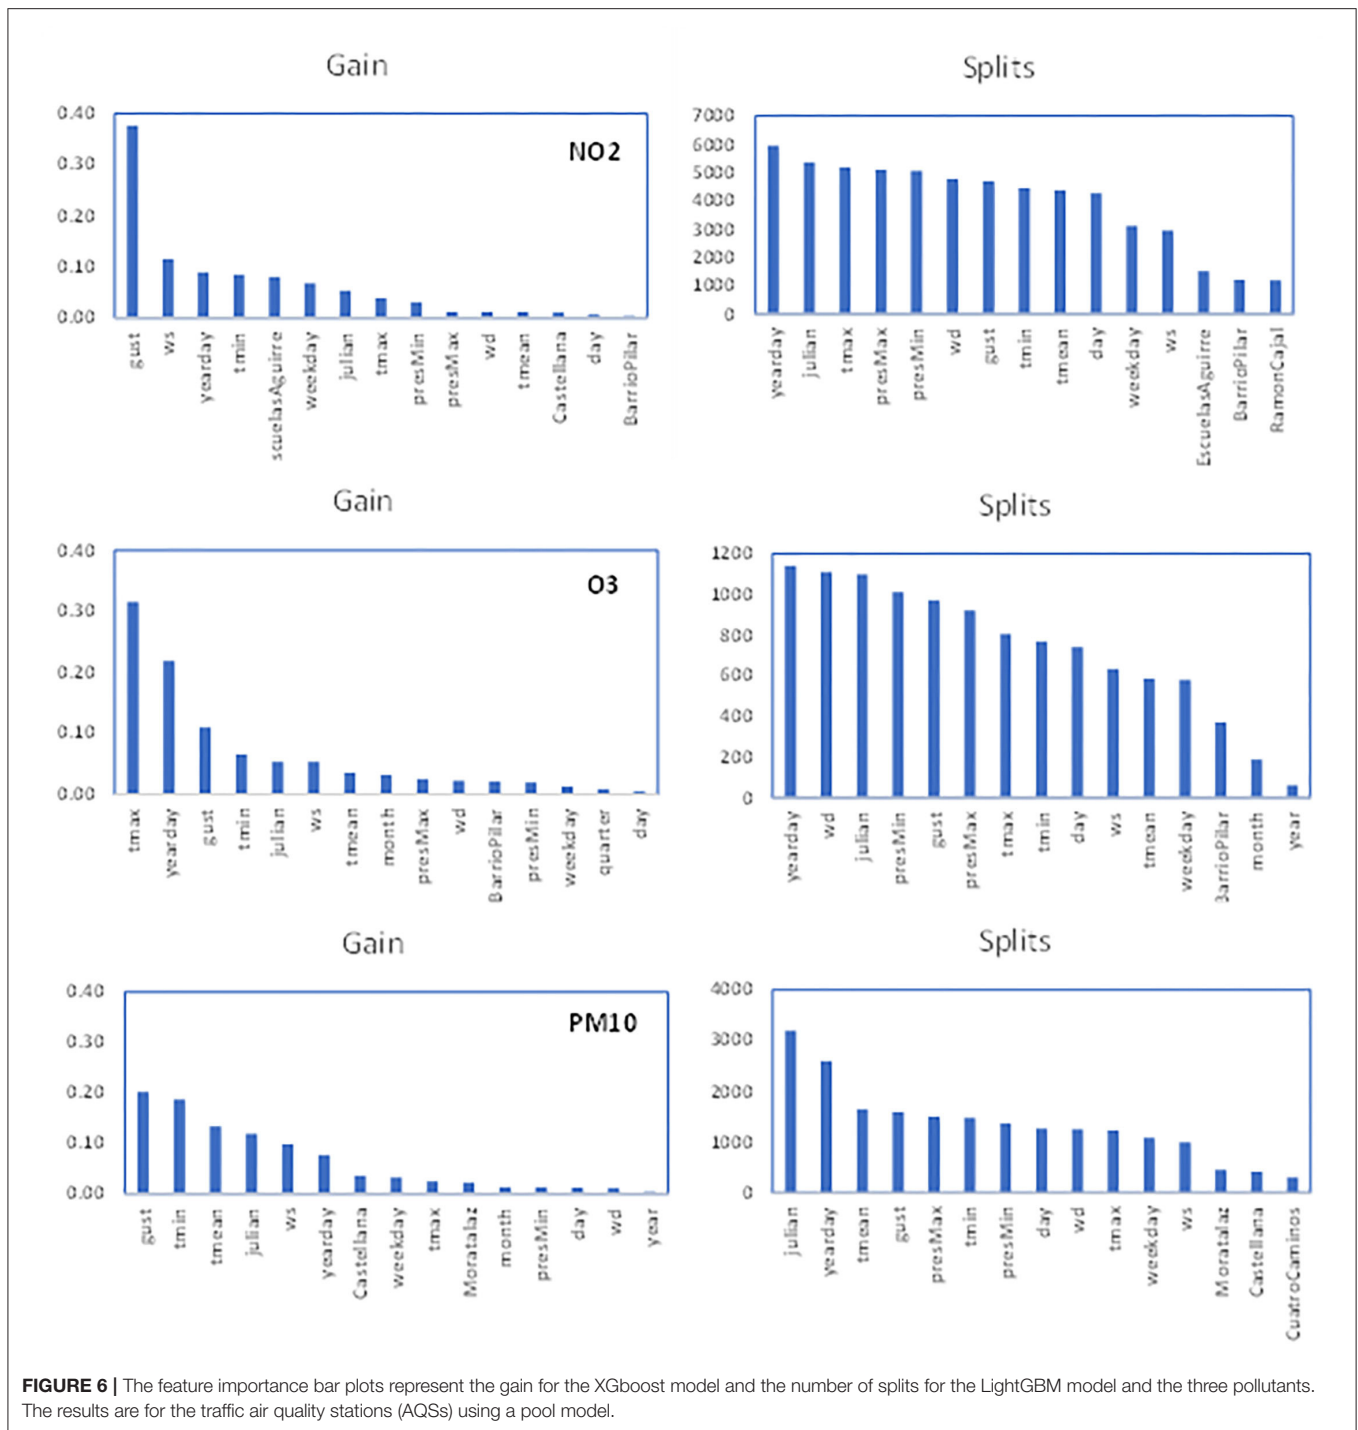 Gain
0.40
0.30
0.20
0.10
0.00
NO2
gust
ws
yearday
tmin
scuelasAguirre
weekday
julian
tmax
presMin
presMax
wd
tmean
Castellana
day
BarrioPilar
Splits
7000
6000
5000
4000
3000
2000
1000
0
yearday
julian
tmax
presMax
presMin
wd
gust
tmin
tmean
day
weekday
ws
EscuelasAguirre
BarrioPilar
RamonCajal
Gain
0.40
0.30
0.20
0.10
0.00
O3
tmax
yearday
gust
tmin
julian
ws
tmean
month
presMax
wd
BarrioPilar
presMin
weekday
quarter
day
Splits
1200
1000
800
600
400
200
0
yearday
wd
julian
presMin
gust
presMax
tmax
tmin
day
ws
tmean
weekday
BarrioPilar
month
year
Gain
0.40
0.30
0.20
0.10
0.00
PM10
gust
tmin
tmean
julian
ws
yearday
Castellana
weekday
tmax
Moratalaz
month
presMin
day
wd
year
Splits
4000
3000
2000
1000
0
julian
yearday
tmean
gust
presMax
tmin
presMin
day
wd
tmax
weekday
ws
Moratalaz
Castellana
CuatroCaminos
FIGURE 6 | The feature importance bar plots represent the gain for the XGboost model and the number of splits for the LightGBM model and the three pollutants.
The results are for the traffic air quality stations (AQSs) using a pool model.